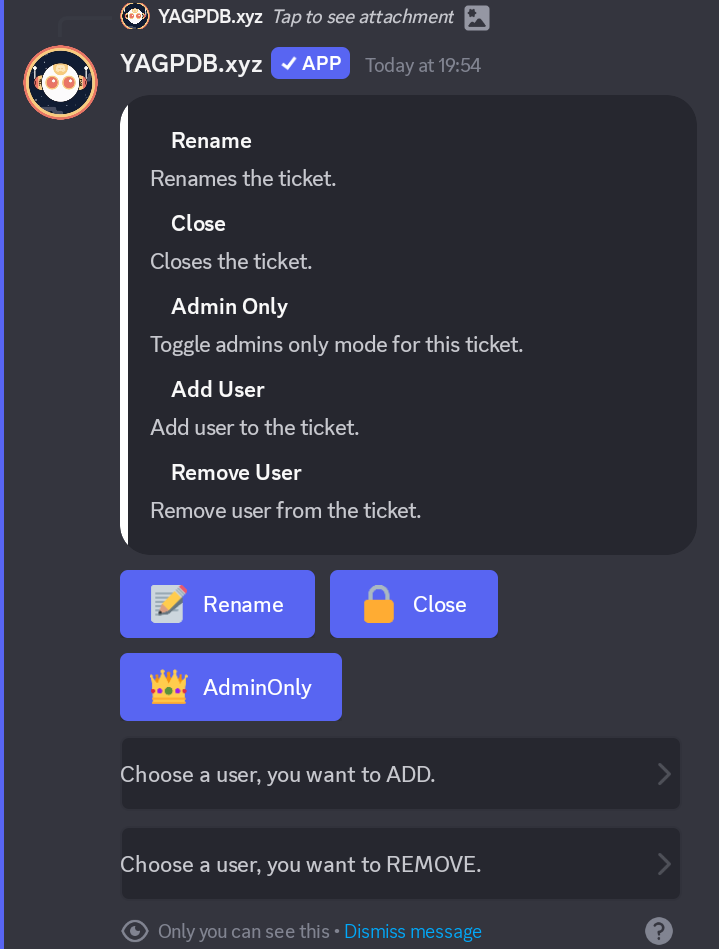 YAGPDB.xyz Tap to see attachment
YAGPDB.xyz ✓ APP Today at 19:54
Rename
Renames the ticket.
Close
Closes the ticket.
Admin Only
Toggle admins only mode for this ticket.
Add User
Add user to the ticket.
Remove User
Remove user from the ticket.
Rename
Close
AdminOnly
Choose a user, you want to ADD.
Choose a user, you want to REMOVE.
Only you can see this • Dismiss message ?